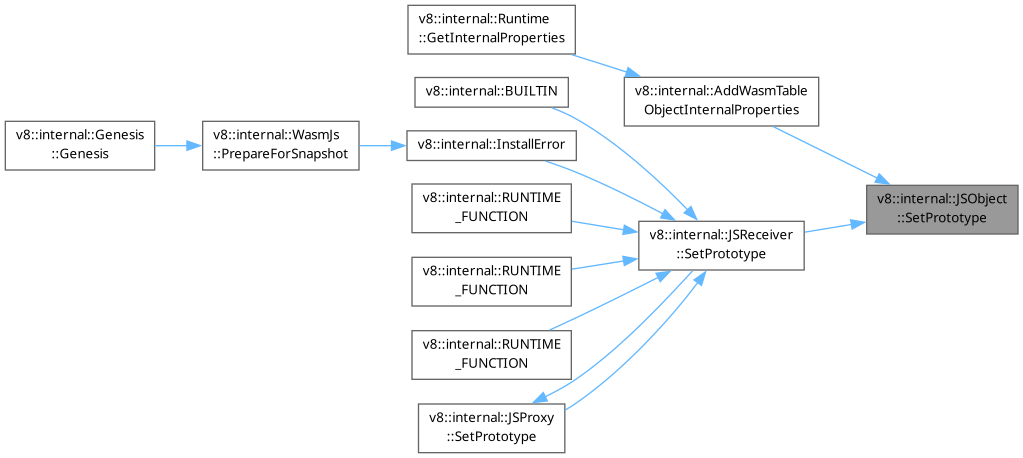 v8::internal::Runtime
::GetInternalProperties
v8::internal::AddWasmTable
ObjectInternalProperties
v8::internal::BUILTIN
v8::internal::Genesis
::Genesis
v8::internal::WasmJs
::PrepareForSnapshot
v8::internal::InstallError
v8::internal::RUNTIME
_FUNCTION
v8::internal::JSObject
::SetPrototype
v8::internal::JSReceiver
::SetPrototype
v8::internal::RUNTIME
_FUNCTION
v8::internal::RUNTIME
_FUNCTION
v8::internal::JSProxy
::SetPrototype